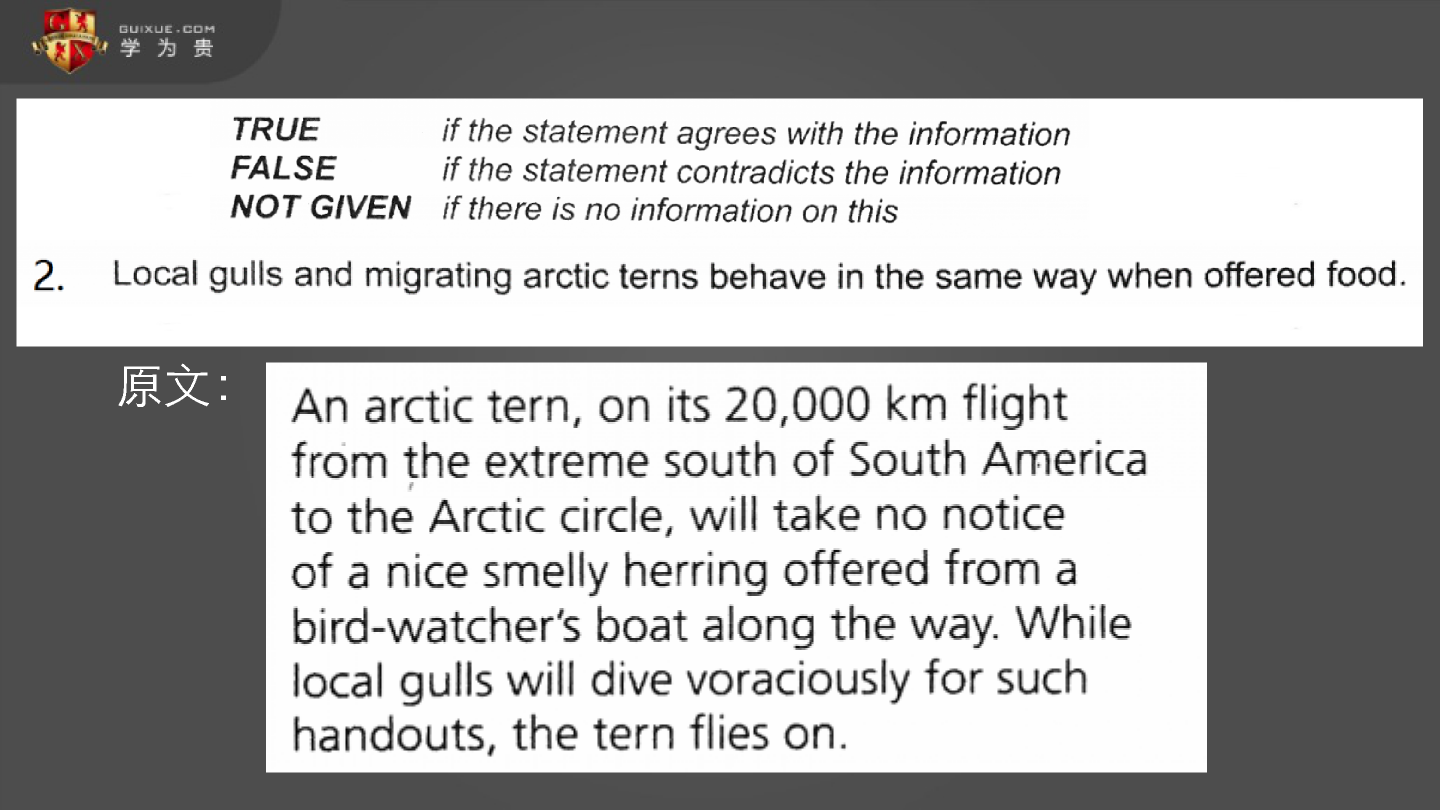 GUIXUE.COM
学为贵
TRUE if the statement agrees with the information
FALSE if the statement contradicts the information
NOT GIVEN if there is no information on this
2. Local gulls and migrating arctic terns behave in the same way when offered food.
原文：
An arctic tern, on its 20,000 km flight
from the extreme south of South America
to the Arctic circle, will take no notice
of a nice smelly herring offered from a
bird-watcher's boat along the way. While
local gulls will dive voraciously for such
handouts, the tern flies on.